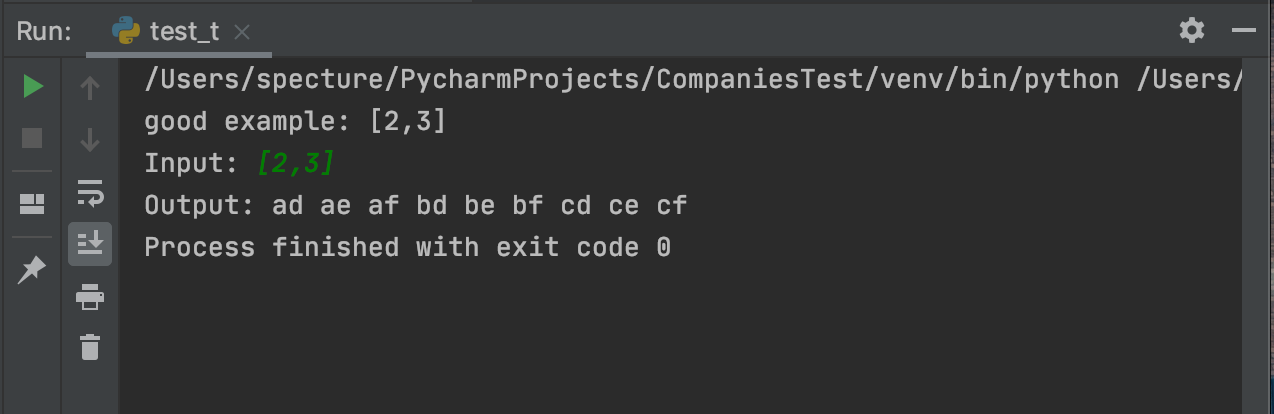 Run: test_t
/Users/specture/PycharmProjects/CompaniesTest/venv/bin/python /Users/
good example: [2,3]
Input: [2,3]
Output: ad ae af bd be bf cd ce cf
Process finished with exit code 0